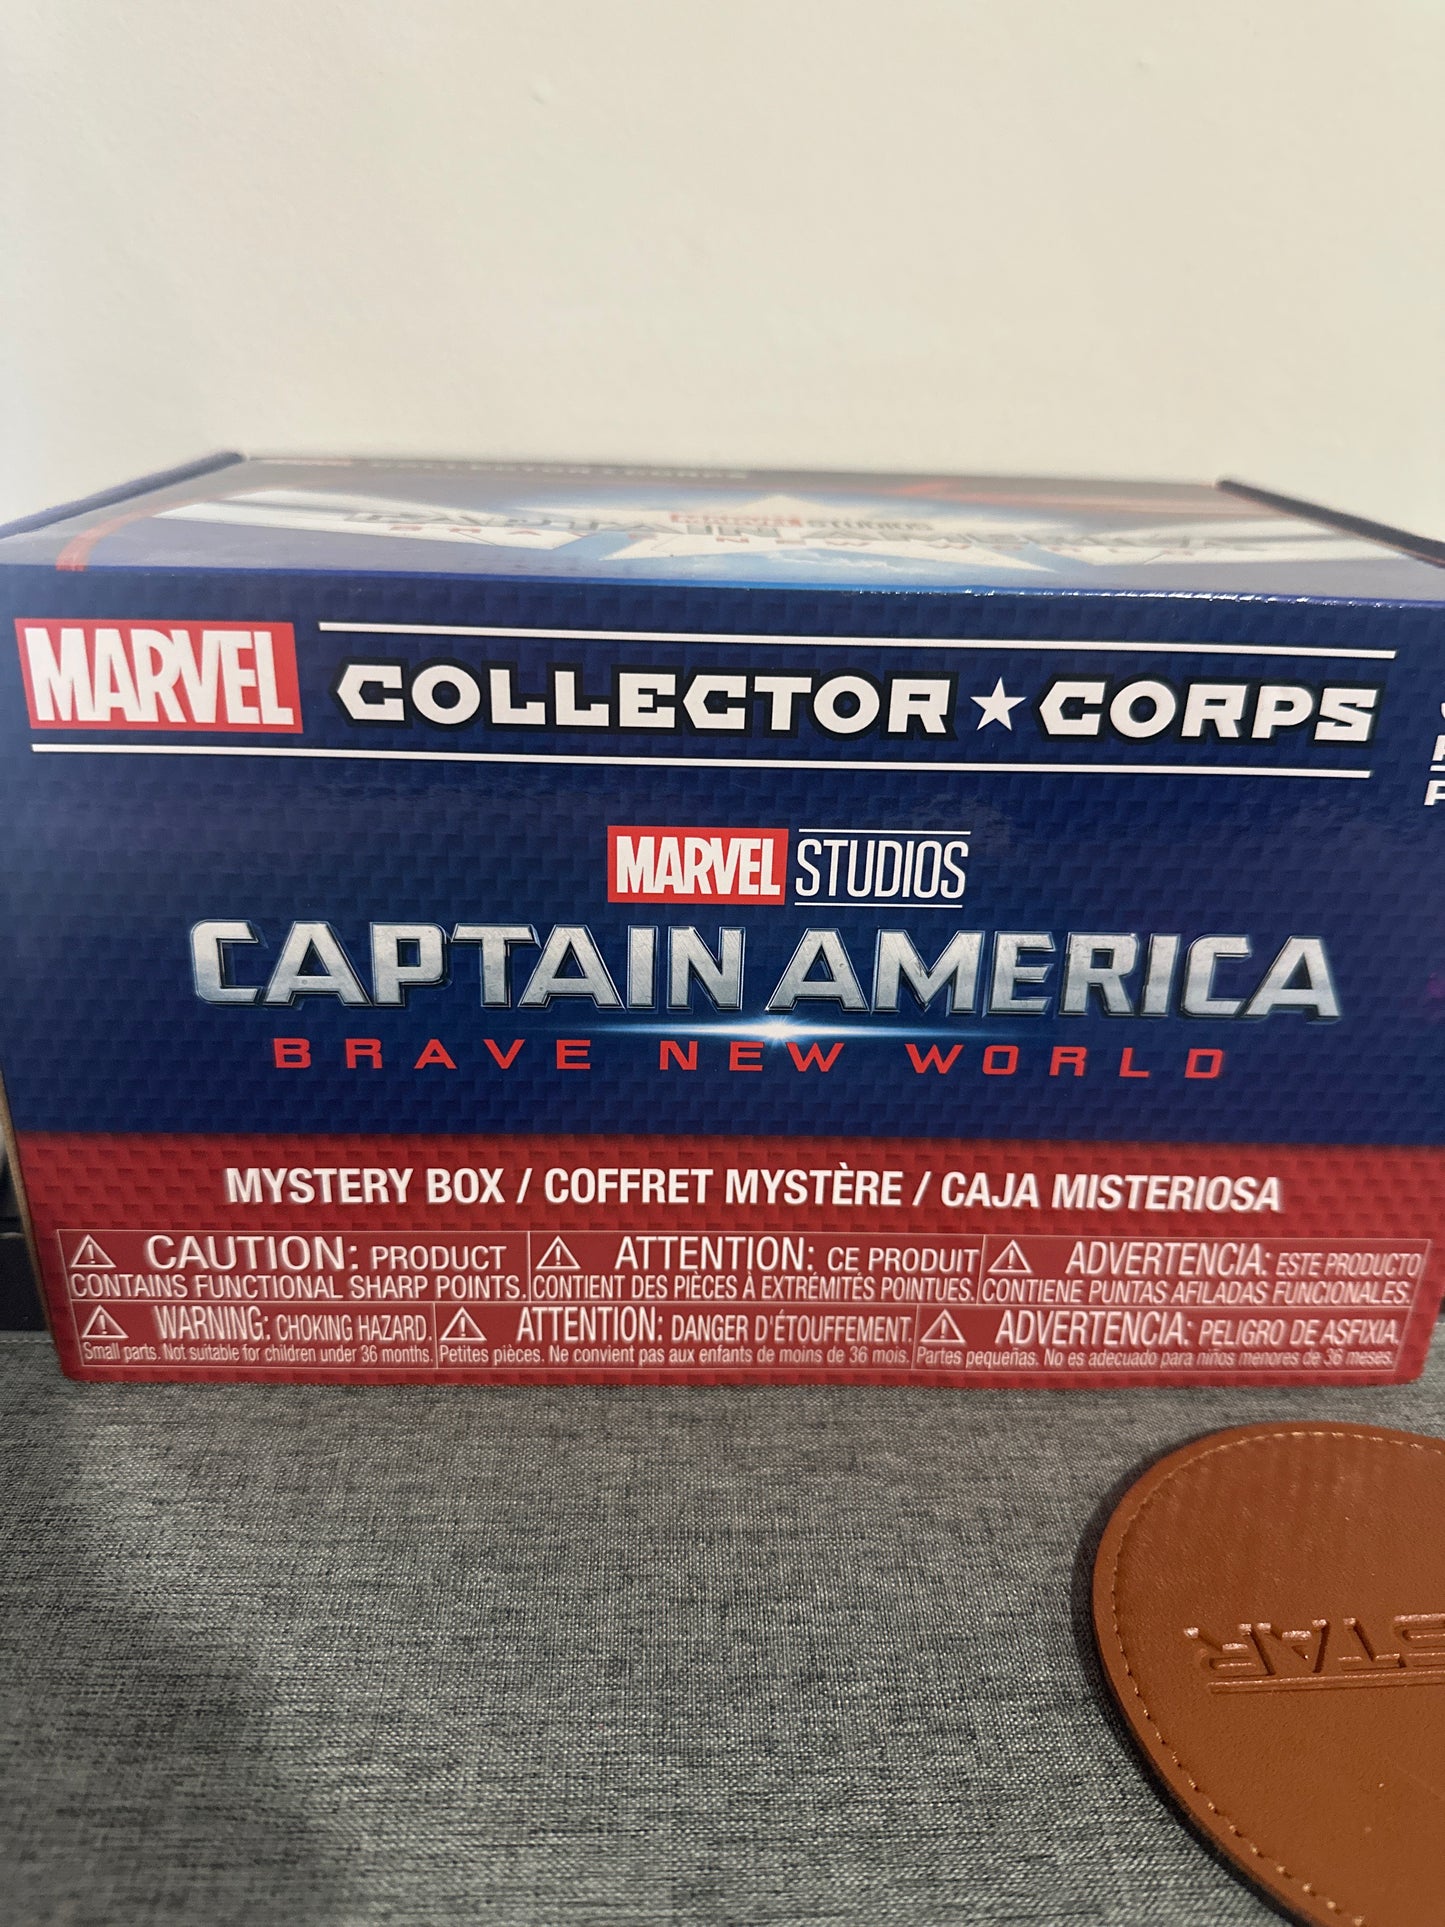 MARVEL COLLECTOR ★ CORPS
MARVEL STUDIOS
CAPTAIN AMERICA
BRAVE NEW WORLD
MYSTERY BOX / COFFRET MYSTÈRE / CAJA MISTERIOSA
CAUTION: PRODUCT
CONTAINS FUNCTIONAL SHARP POINTS.
ATTENTION: CE PRODUIT
CONTIENT DES PIÈCES À EXTRÉMITÉS POINTUES.
ADVERTENCIA: ESTE PRODUCTO
CONTIENE PUNTAS AFILADAS FUNCIONALES.
WARNING: CHOKING HAZARD.
Small parts. Not suitable for children under 36 months.
ATTENTION: DANGER D'ÉTOUFFEMENT.
Petites pièces. Ne convient pas aux enfants de moins de 36 mois.
ADVERTENCIA: PELIGRO DE ASFIXIA.
Partes pequeñas. No es adecuado para niños menores de 36 meses.
STAR